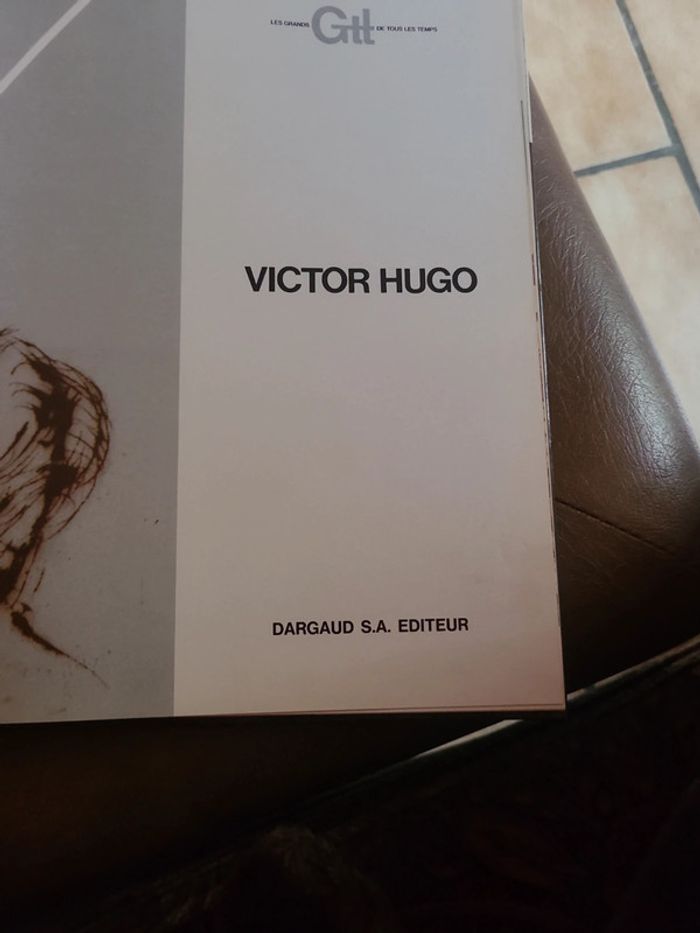 LES GRANDS Gtt DE TOUS LES TEMPS
VICTOR HUGO
DARGAUD S.A. EDITEUR